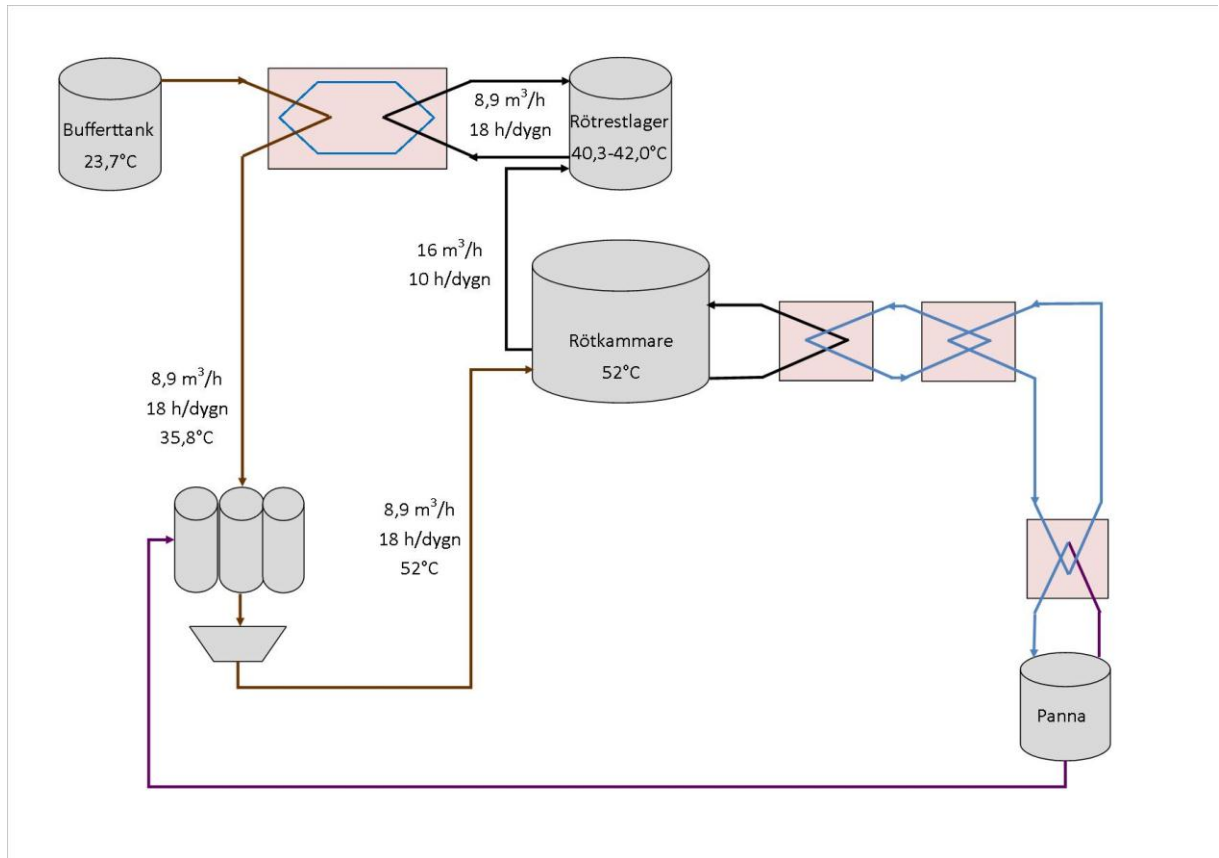 Bufferttank
23,7°C
8,9 m³/h
18 h/dygn
Rötrestlager
40,3-42,0°C
16 m³/h
10 h/dygn
Rötkammare
52°C
8,9 m³/h
18 h/dygn
35,8°C
8,9 m³/h
18 h/dygn
52°C
Panna